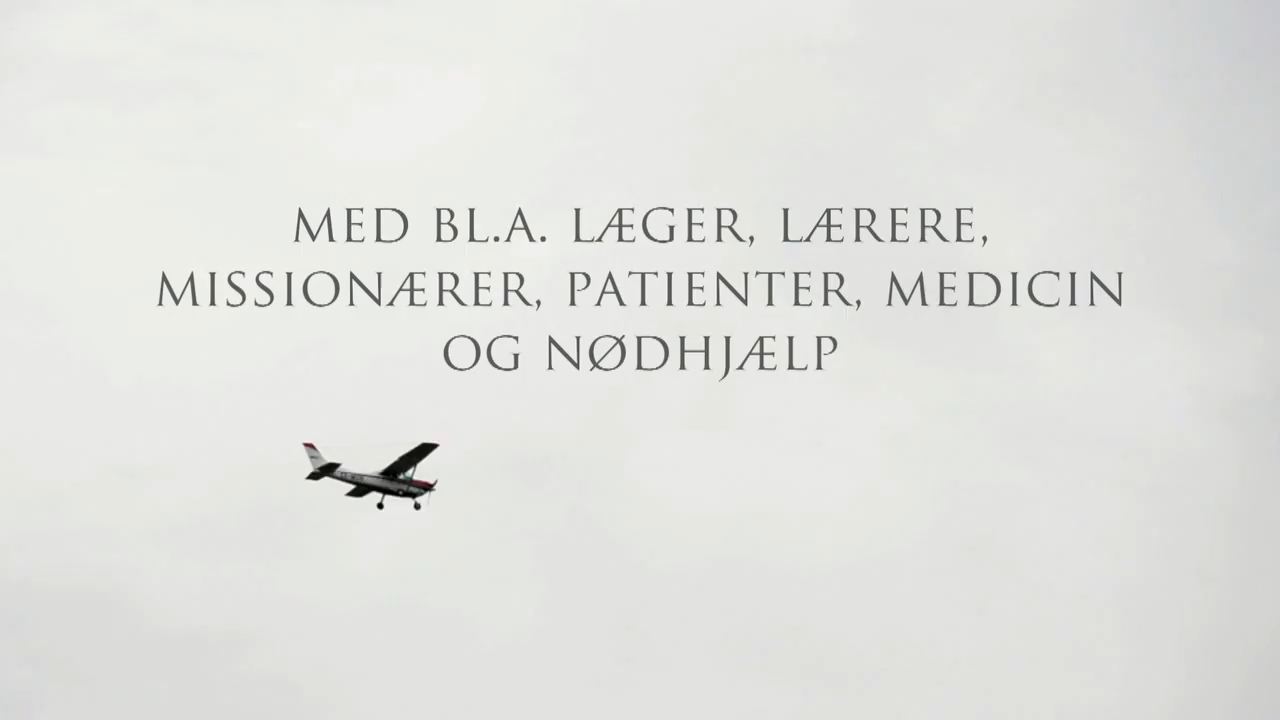 MED BL.A. LÆGER, LÆRERE,
MISSIONÆRER, PATIENTER, MEDICIN
OG NØDHJÆLP